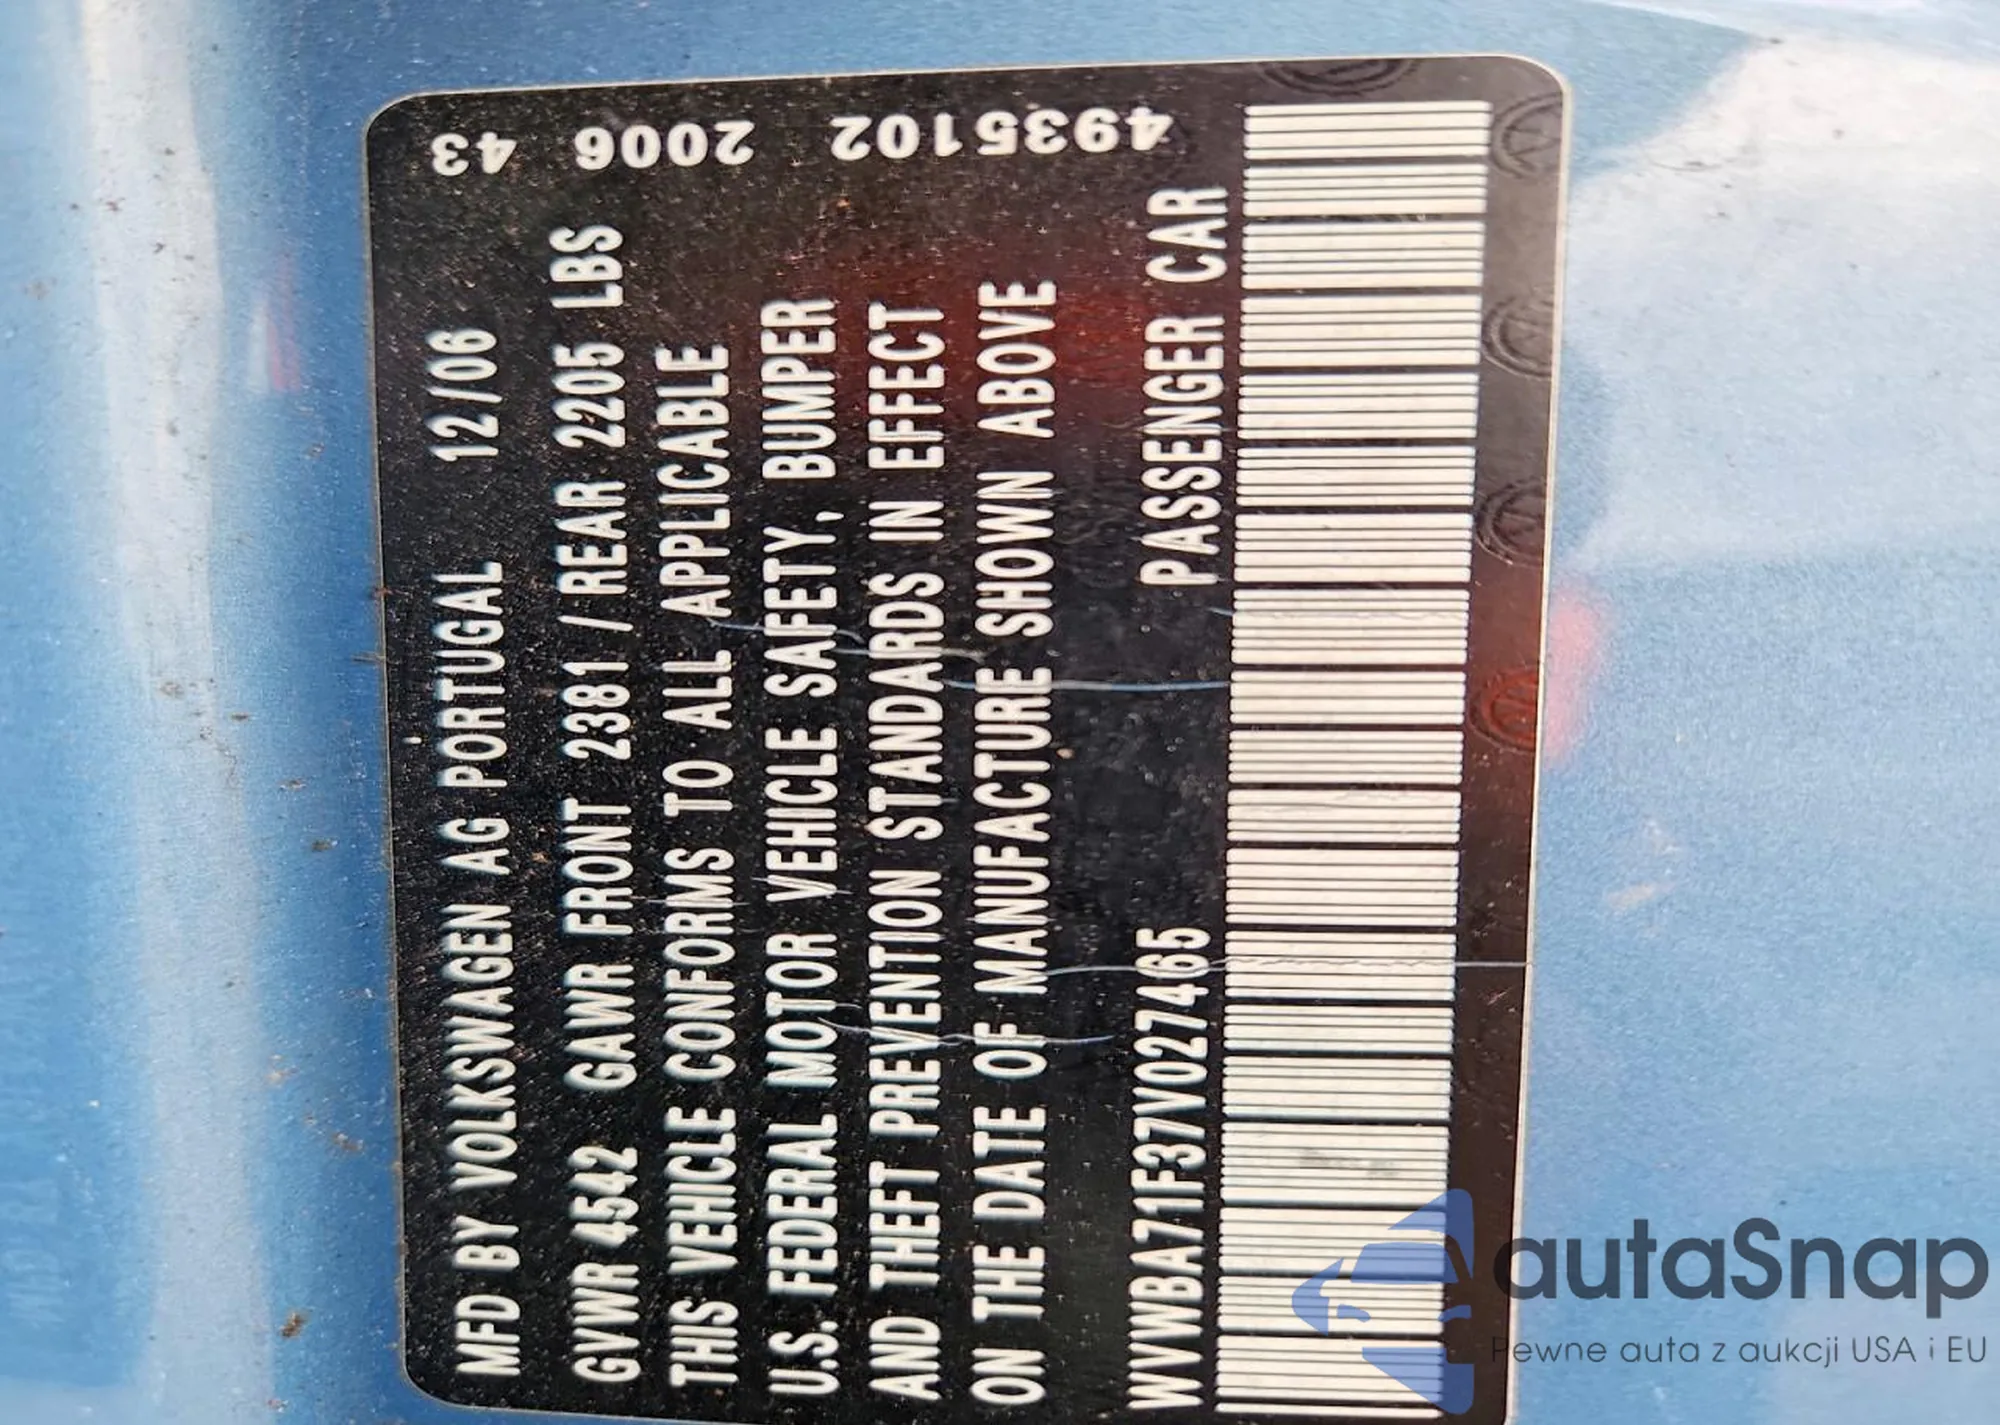 MFD BY VOLKSWAGEN AG PORTUGAL 12/06
GVWR 4542 GAWR FRONT 2381 / REAR 2205 LBS
THIS VEHICLE CONFORMS TO ALL APPLICABLE
U.S. FEDERAL MOTOR VEHICLE SAFETY, BUMPER
AND THEFT PREVENTION STANDARDS IN EFFECT
ON THE DATE OF MANUFACTURE SHOWN ABOVE
WVWBA71F37V027465 PASSENGER CAR
4935102 2006 43
autaSnap
Pewne auta z aukcji USA i EU